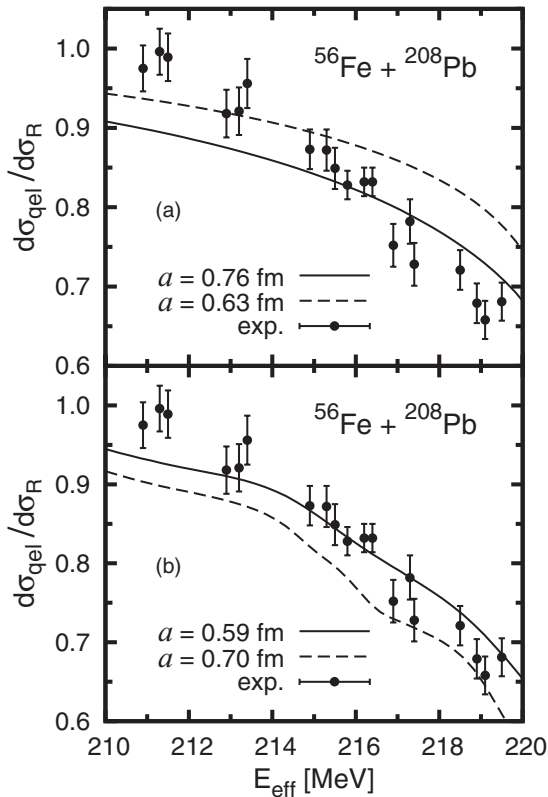 1.0
0.9
0.8
0.7
0.6
dσqel/dσR
⁵⁶Fe + ²⁰⁸Pb
(a)
a = 0.76 fm
a = 0.63 fm
exp.
1.0
0.9
0.8
0.7
0.6
dσqel/dσR
⁵⁶Fe + ²⁰⁸Pb
(b)
a = 0.59 fm
a = 0.70 fm
exp.
210 212 214 216 218 220
Eeff [MeV]